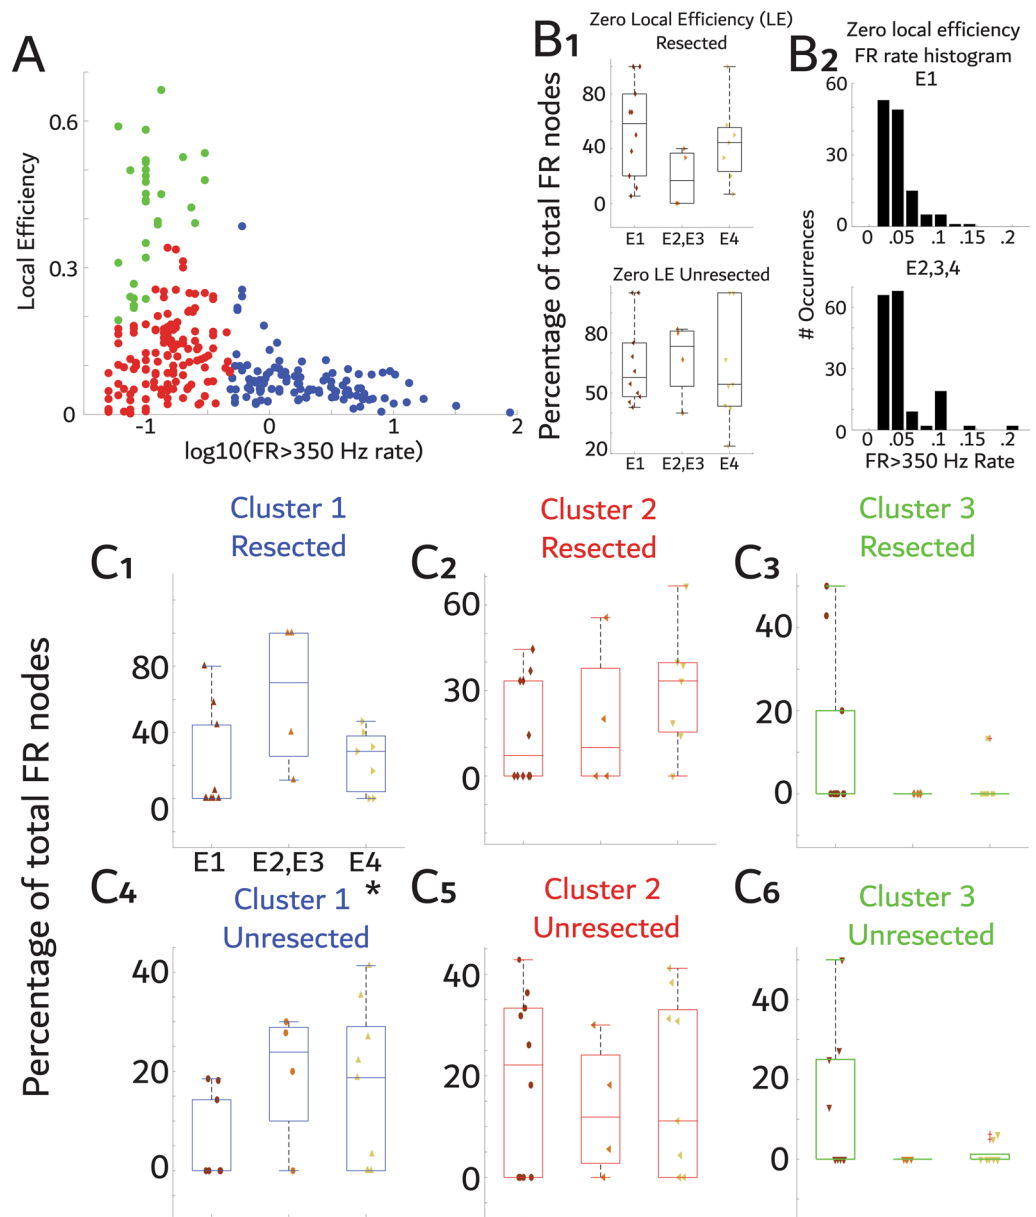 A
Local Efficiency
0.6
0.3
0
-1
0
1
2
log10(FR>350 Hz rate)
B1
Zero Local Efficiency (LE)
Resected
Percentage of total FR nodes
80
40
0
E1
E2,E3
E4
Zero LE Unresected
80
50
20
E1
E2,E3
E4
B2
Zero local efficiency
FR rate histogram
E1
# Occurrences
60
30
0
0
.05
.1
.15
.2
E2,3,4
60
30
0
0
.05
.1
.15
.2
FR>350 Hz Rate
Percentage of total FR nodes
Cluster 1
Resected
C1
80
40
0
E1
E2,E3
E4
Cluster 2
Resected
C2
60
30
0
Cluster 3
Resected
C3
40
20
0
*
Cluster 1
Unresected
C4
40
20
0
Cluster 2
Unresected
C5
40
20
0
Cluster 3
Unresected
C6
40
20
0